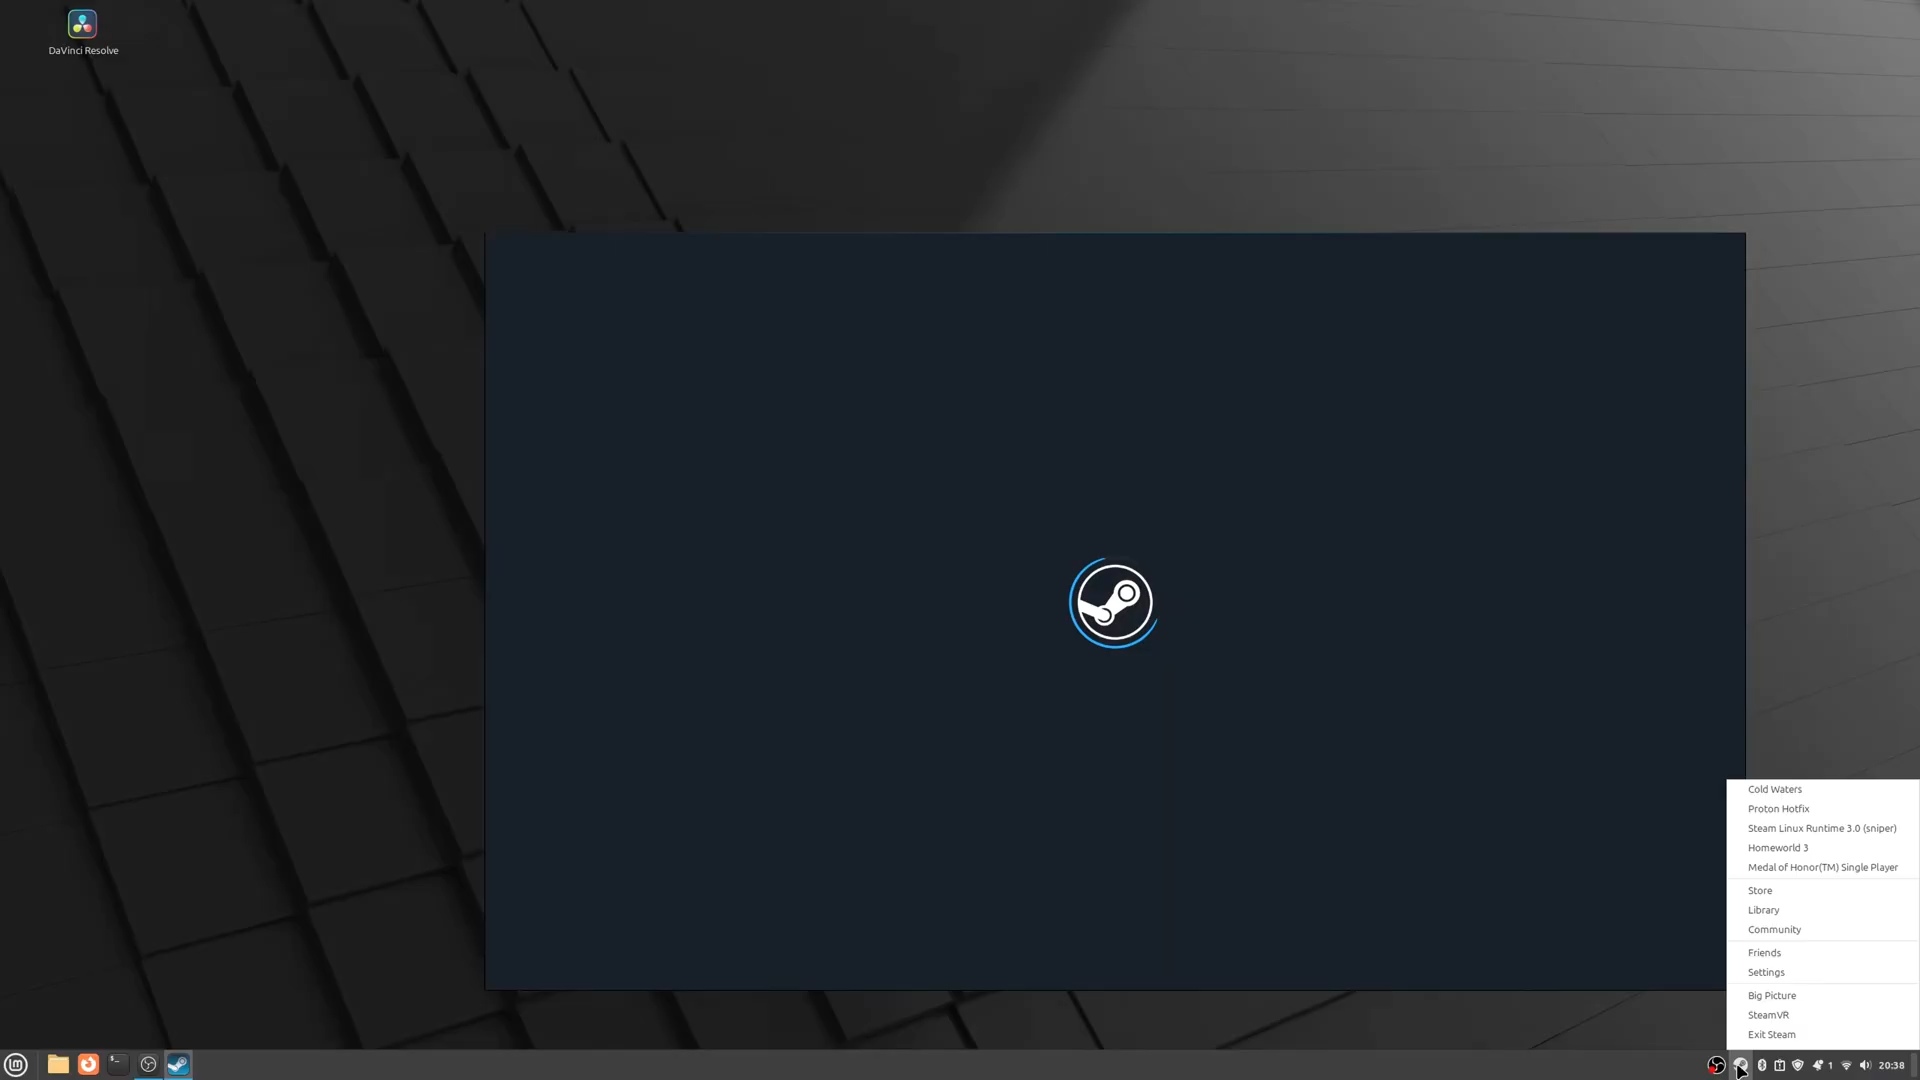 DaVinci Resolve
Cold Waters
Proton Hotfix
Steam Linux Runtime 3.0 (sniper)
Homeworld 3
Medal of Honor(TM) Single Player
Store
Library
Community
Friends
Settings
Big Picture
SteamVR
Exit Steam
1
20:38